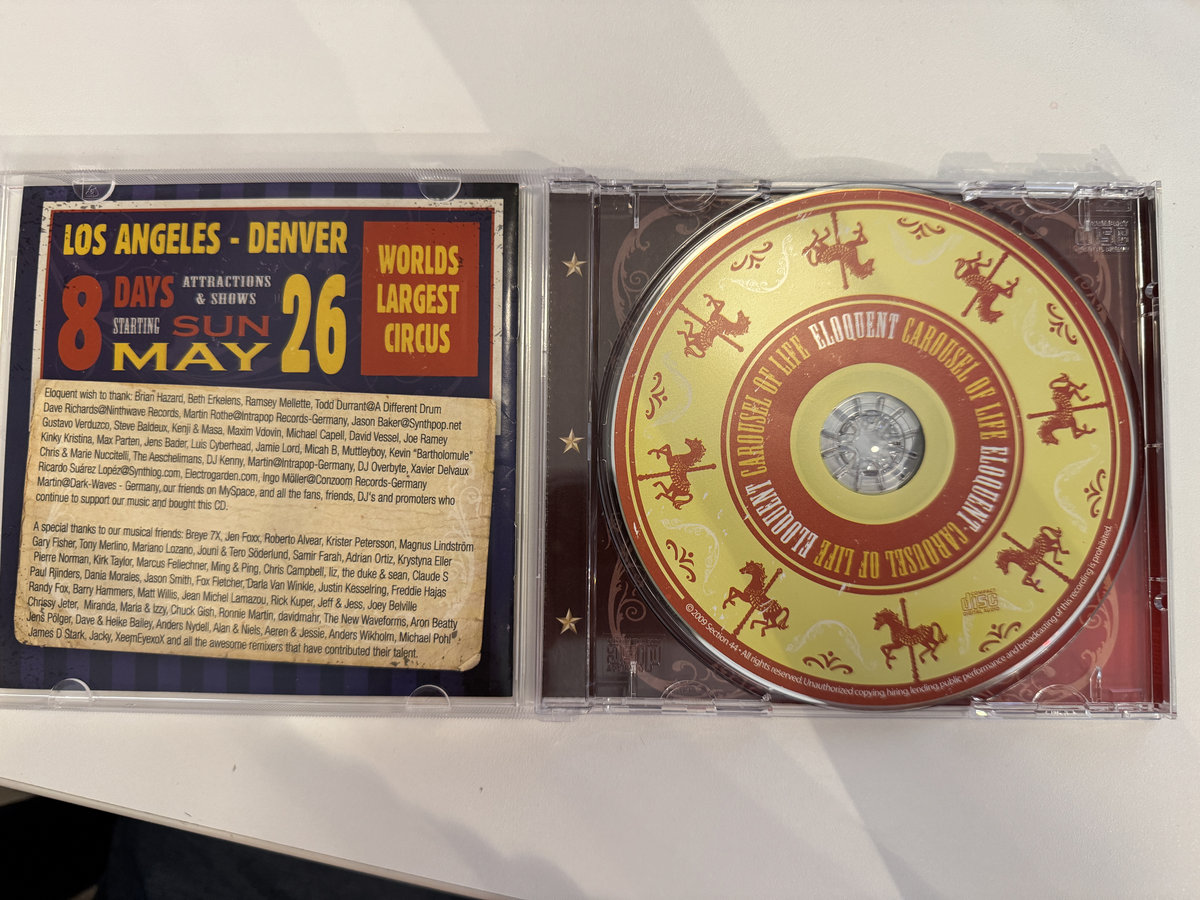 LOS ANGELES - DENVER
8 DAYS ATTRACTIONS & SHOWS
STARTING SUN MAY 26
WORLDS
LARGEST
CIRCUS
Eloquent wish to thank: Brian Hazard, Beth Erkelens, Ramsey Mellette, Todd Durrant@A Different Drum
Dave Richards@Ninthwave Records, Martin Rothe@Intrapop Records-Germany, Jason Baker@Synthpop.net
Gustavo Verduzco, Steve Baldeux, Kenji & Masa, Maxim Vdovin, Michael Capell, David Vessel, Joe Ramey
Kinky Kristina, Max Parten, Jens Bader, Luis Cyberhead, Jamie Lord, Micah B, Muttleyboy, Kevin "Bartholomule"
Chris & Marie Nuccitelli, The Aeschelimans, DJ Kenny, Martin@Intrapop-Germany, DJ Overbyte, Xavier Delvaux
Ricardo Suárez Lopéz@Synthlog.com, Electrogarden.com, Ingo Möller@Conzoom Records-Germany
Martin@Dark-Waves - Germany, our friends on MySpace, and all the fans, friends, DJ's and promoters who
continue to support our music and bought this CD.
A special thanks to our musical friends: Breye 7X, Jen Foxx, Roberto Alvear, Krister Petersson, Magnus Lindström
Gary Fisher, Tony Merlino, Mariano Lozano, Jouni & Tero Söderlund, Samir Farah, Adrian Ortiz, Krystyna Eller
Pierre Norman, Kirk Taylor, Marcus Fellechner, Ming & Ping, Chris Campbell, liz, the duke & sean, Claude S
Paul Rjinders, Dania Morales, Jason Smith, Fox Fletcher, Darla Van Winkle, Justin Kesselring, Freddie Hajas
Randy Fox, Barry Hammers, Matt Willis, Jean Michel Lamazou, Rick Kuper, Jeff & Jess, Joey Belville
Chrissy Jeter, Miranda, Maria & Izzy, Chuck Gish, Ronnie Martin, davidmahr, The New Waveforms, Aron Beatty
Jens Polger, Dave & Heike Bailey, Anders Nydell, Alan & Niels, Aeren & Jessie, Anders Wikholm, Michael Pohl
James D Stark, Jacky, XeejmEyexoX and all the awesome remixers that have contributed their talent.
ELOQUENT CAROUSEL OF LIFE ELOQUENT CAROUSEL OF LIFE ELOQUENT CAROUSEL OF LIFE
COMPACT
disc
DIGITAL AUDIO
© 2009 Section 44 - All rights reserved. Unauthorized copying, hiring, lending, public performance and broadcasting of this recording is prohibited.